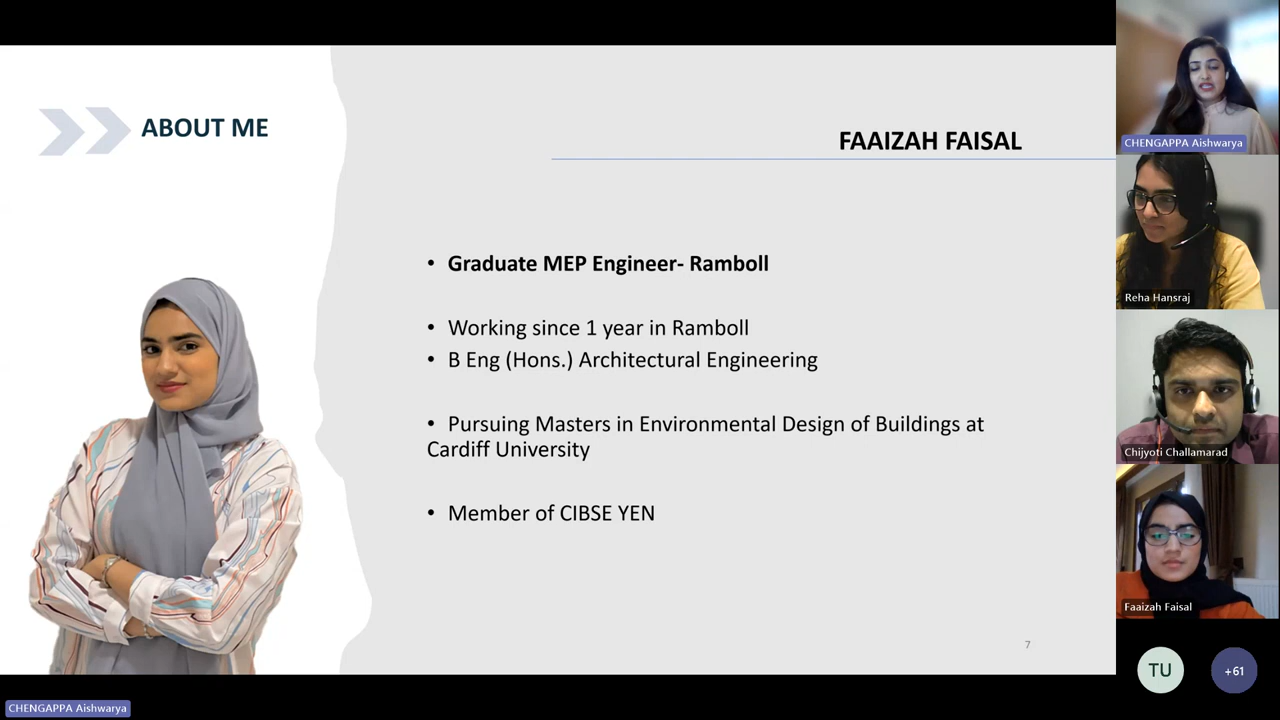 ABOUT ME
FAAIZAH FAISAL
• Graduate MEP Engineer- Ramboll
• Working since 1 year in Ramboll
• B Eng (Hons.) Architectural Engineering
• Pursuing Masters in Environmental Design of Buildings at
Cardiff University
• Member of CIBSE YEN
7
CHENGAPPA Aishwarya
Reha Hansraj
Chijyoti Challamarad
Faaizah Faisal
TU
+61
CHENGAPPA Aishwarya